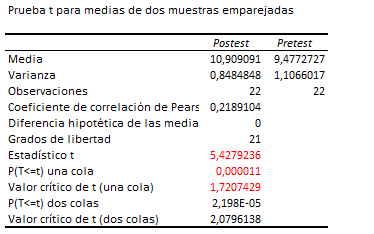 Prueba t para medias de dos muestras emparejadas
Postest Pretest
Media 10,909091 9,4772727
Varianza 0,8484848 1,1066017
Observaciones 22 22
Coeficiente de correlación de Pears 0,2189104
Diferencia hipotética de las media 0
Grados de libertad 21
Estadístico t 5,4279236
P(T<=t) una cola 0,000011
Valor crítico de t (una cola) 1,7207429
P(T<=t) dos colas 2,198E-05
Valor crítico de t (dos colas) 2,0796138